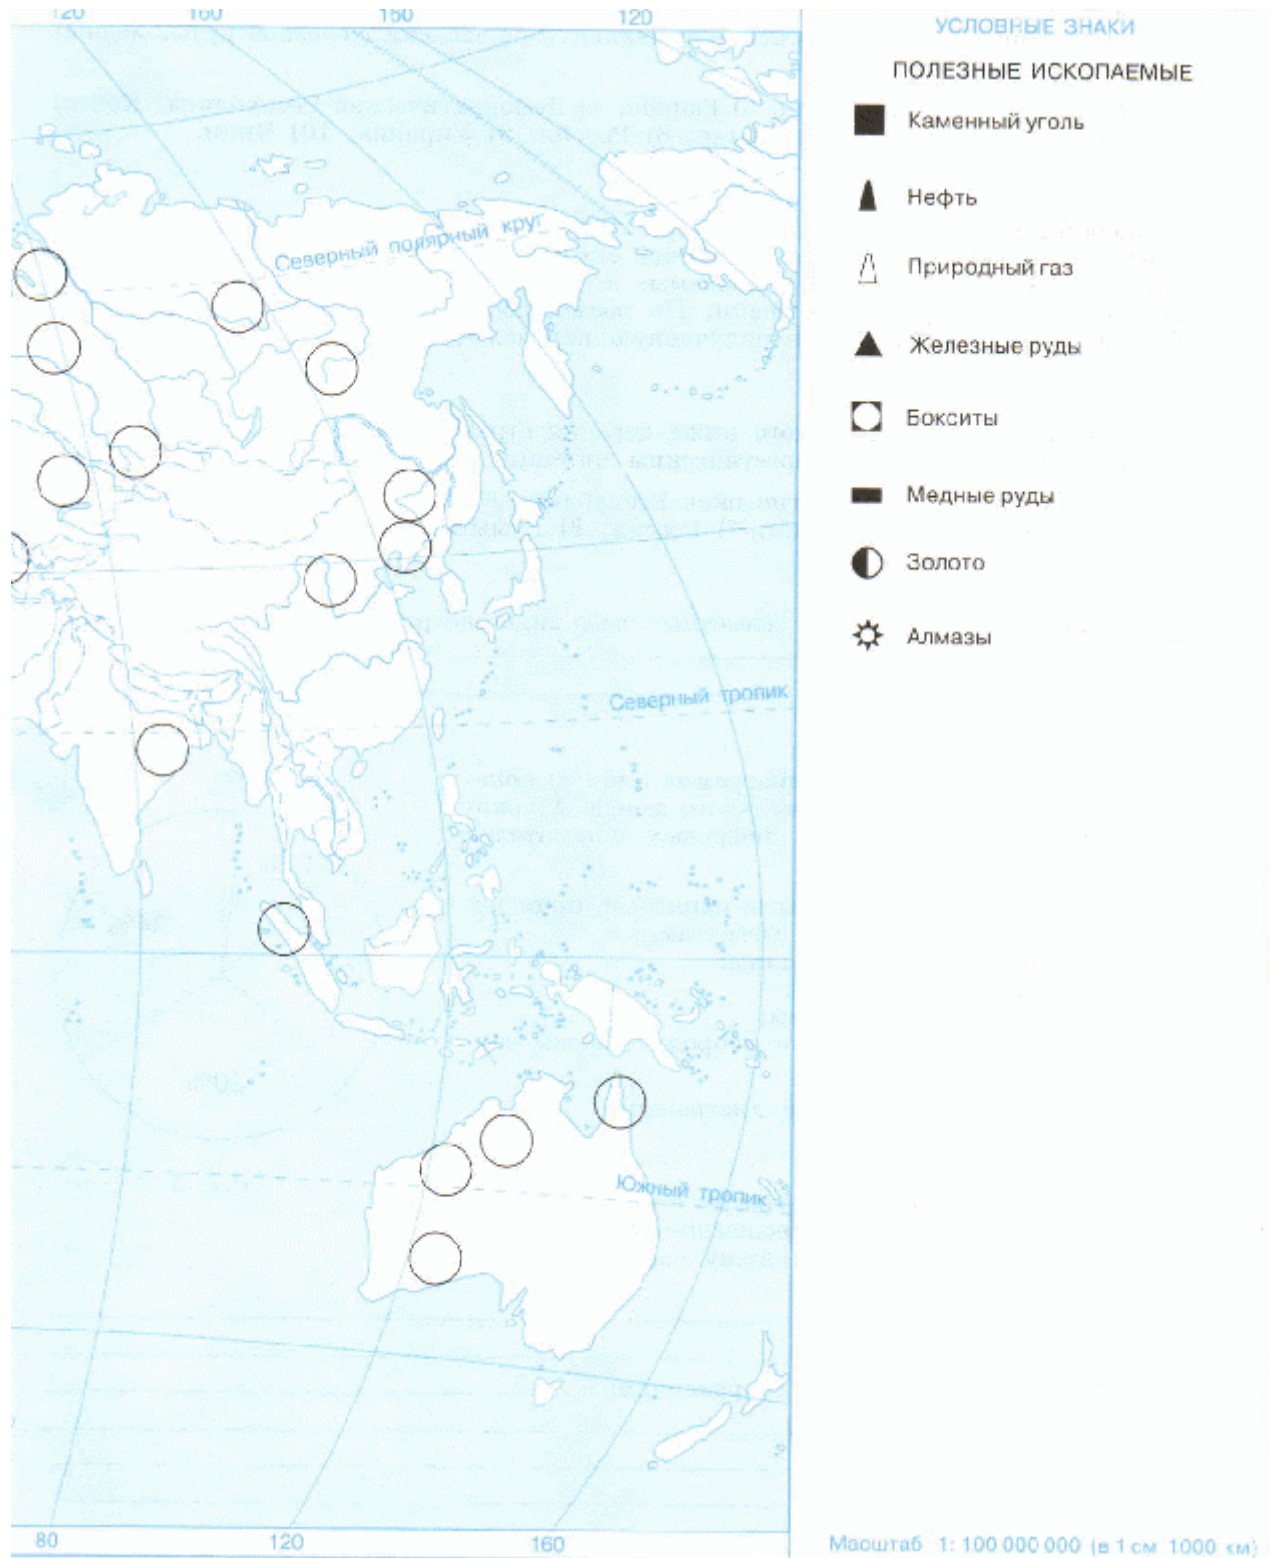 120 160 160 120
УСЛОВНЫЕ ЗНАКИ
ПОЛЕЗНЫЕ ИСКОПАЕМЫЕ
Каменный уголь
Нефть
Природный газ
Железные руды
Бокситы
Медные руды
Золото
Алмазы
Северный полярный круг
Северный тропик
Южный тропик
80 120 160
Масштаб 1: 100 000 000 (в 1 см 1000 км)